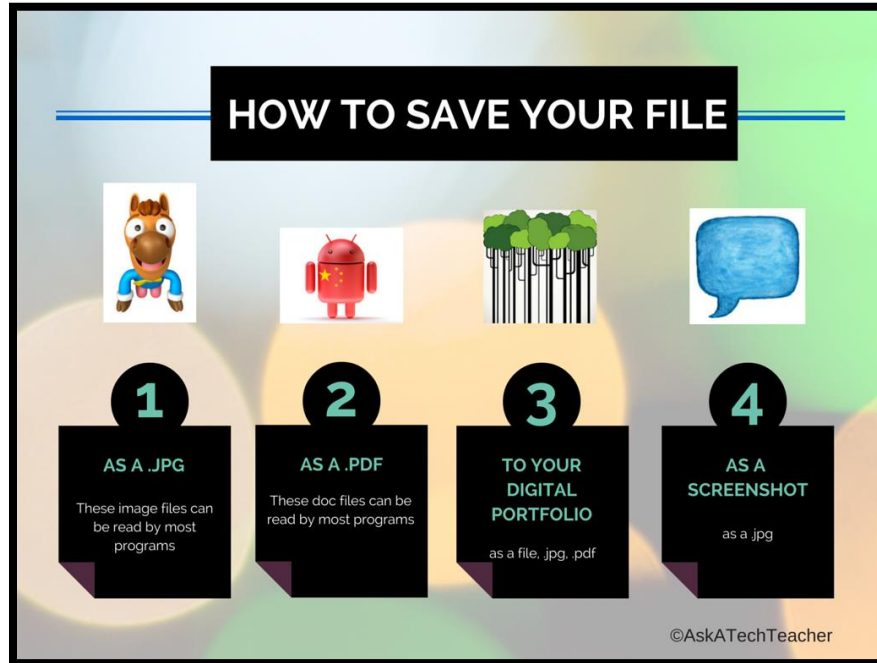 HOW TO SAVE YOUR FILE
1
AS A .JPG
These image files can
be read by most
programs
2
AS A .PDF
These doc files can be
read by most programs
3
TO YOUR
DIGITAL
PORTFOLIO
as a file, .jpg, .pdf
4
AS A
SCREENSHOT
as a .jpg
©AskATechTeacher